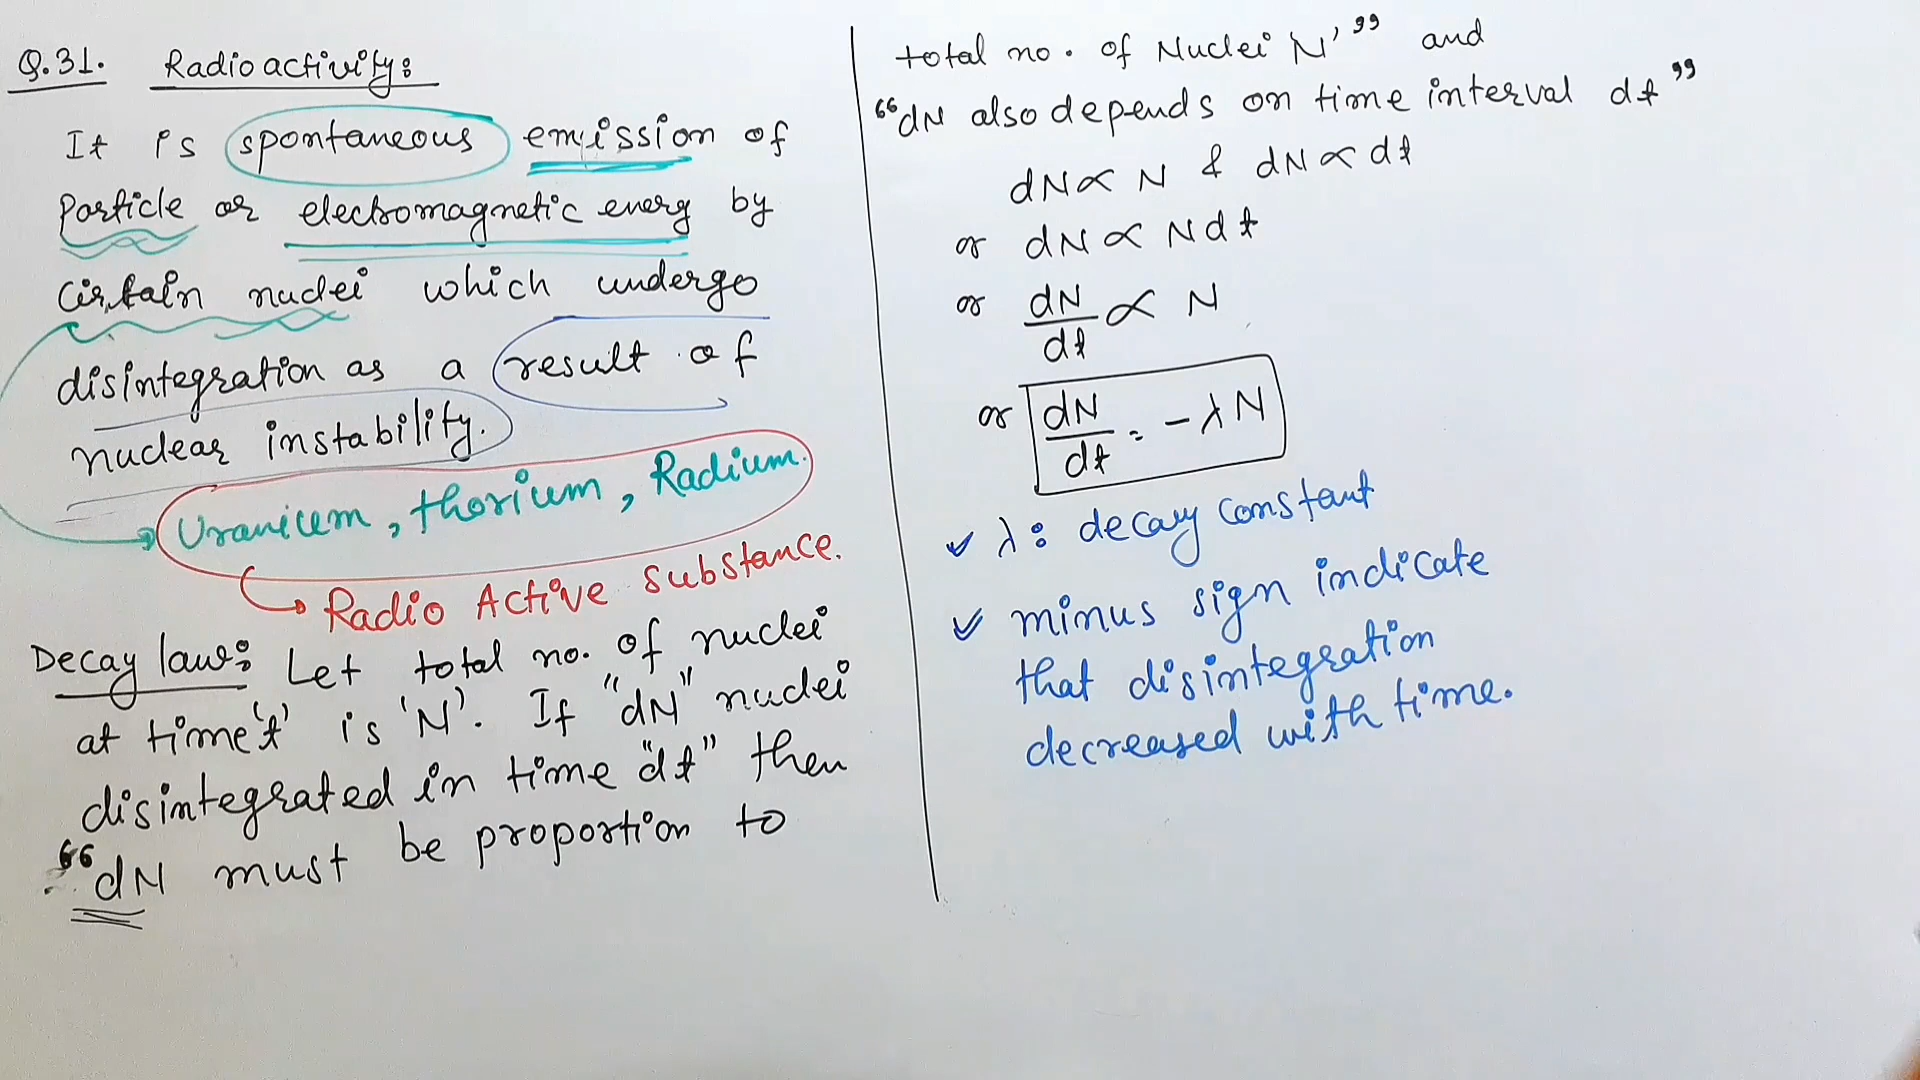 Q.31. Radioactivity:
It is spontaneous emission of
Particle or electromagnetic energy by
Certain nuclei which undergo
disintegration as a result of
nuclear instability.
Uranium, thorium, Radium.
Radio Active substance.
Decay law: Let total no. of nuclei
at time 't' is 'N'. If "dN" nuclei
disintegrated in time "dt" then
"dN must be proportion to
total no. of Nuclei N'" and
"dN also depends on time interval dt"
dN ∝ N & dN ∝ dt
or dN ∝ Ndt
or dN/dt ∝ N
or dN/dt = -λN
✓ λ: decay constant
✓ minus sign indicate
that disintegration
decreased with time.